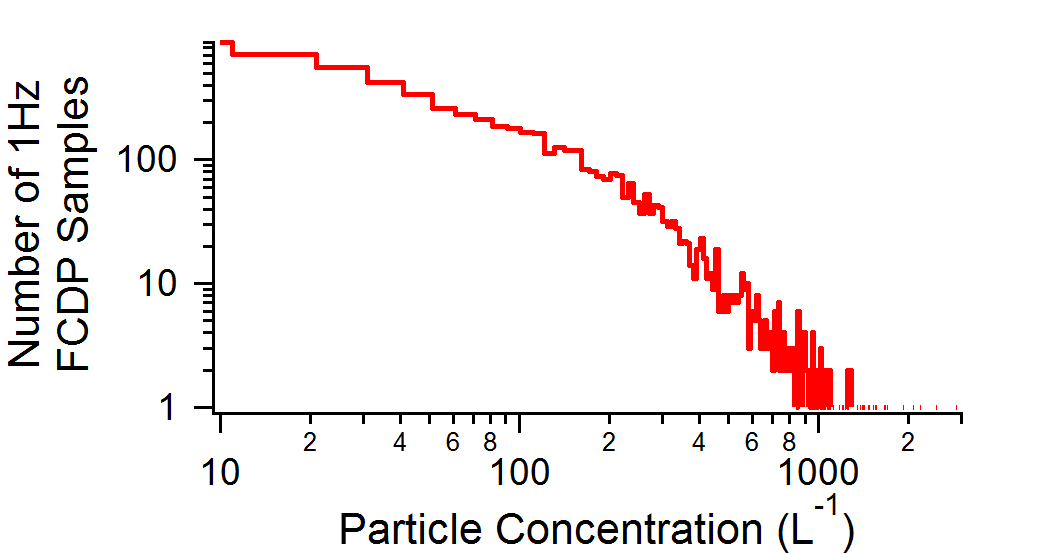 Number of 1Hz
FCDP Samples
100
10
1
2 4 6 8 2 4 6 8 2
10 100 1000
Particle Concentration (L⁻¹)